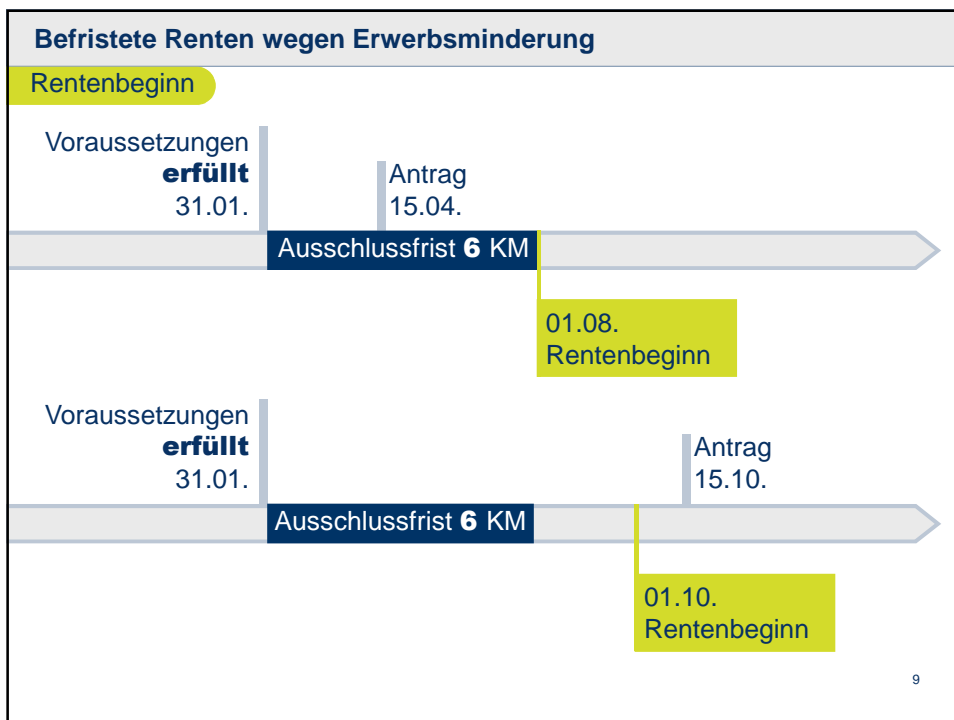 Befristete Renten wegen Erwerbsminderung
Rentenbeginn
Voraussetzungen
erfüllt
31.01.
Antrag
15.04.
Ausschlussfrist 6 KM
01.08.
Rentenbeginn
Voraussetzungen
erfüllt
31.01.
Antrag
15.10.
Ausschlussfrist 6 KM
01.10.
Rentenbeginn
9